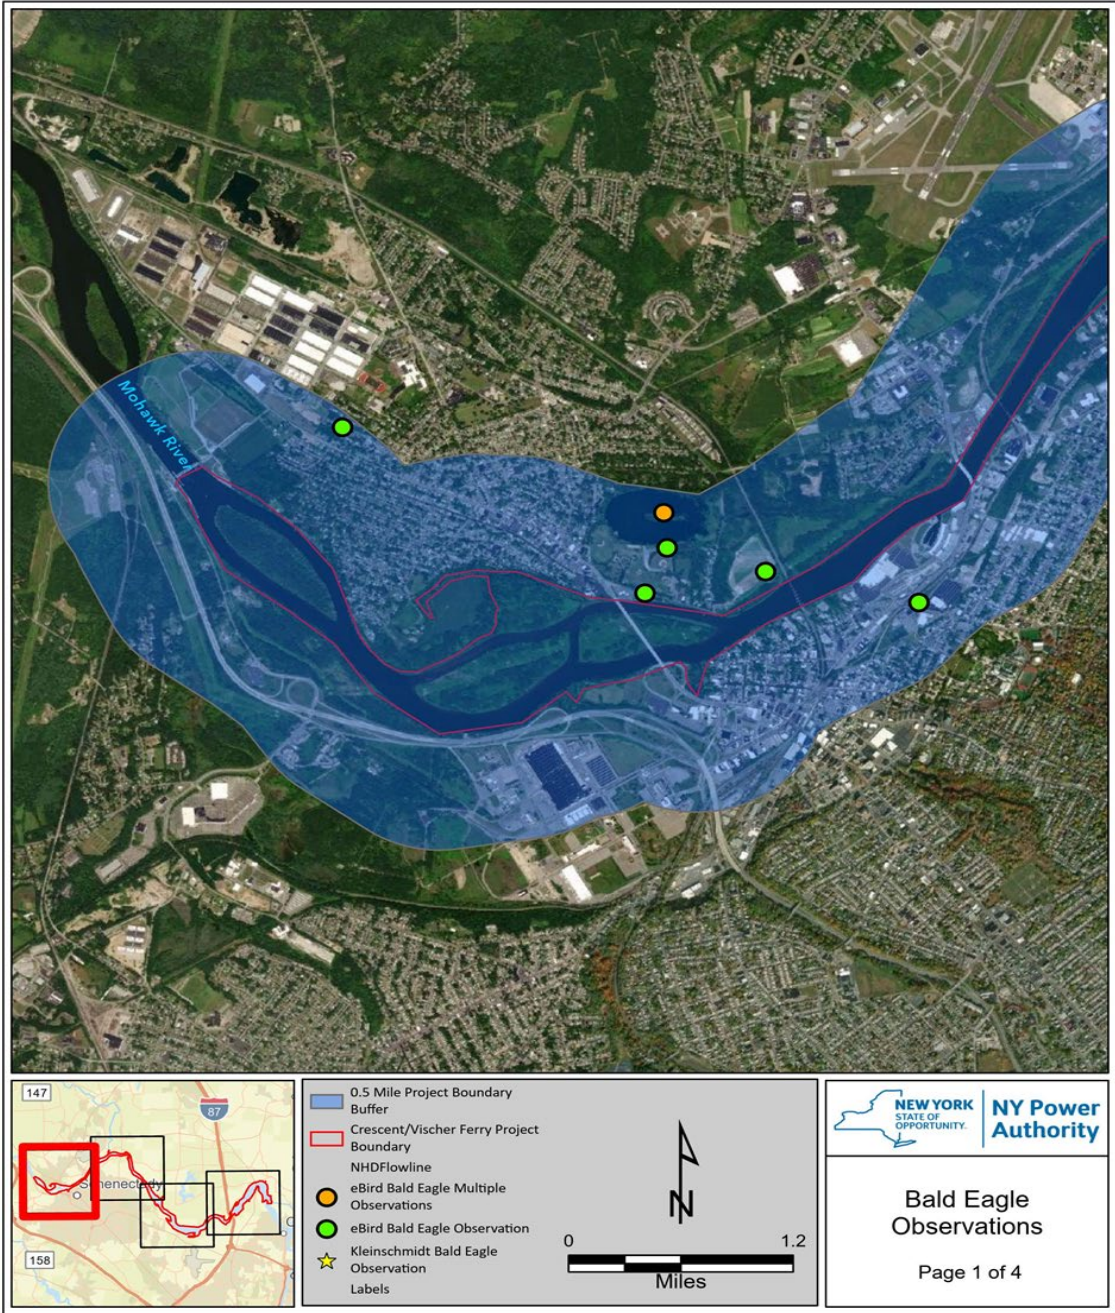 Mohawk River
147
87
Schenectady
158
0.5 Mile Project Boundary
Buffer
Crescent/Vischer Ferry Project
Boundary
NHDFlowline
eBird Bald Eagle Multiple
Observations
eBird Bald Eagle Observation
Kleinschmidt Bald Eagle
Observation
Labels
N
0 1.2
Miles
NEW YORK
STATE OF
OPPORTUNITY.
NY Power
Authority
Bald Eagle
Observations
Page 1 of 4